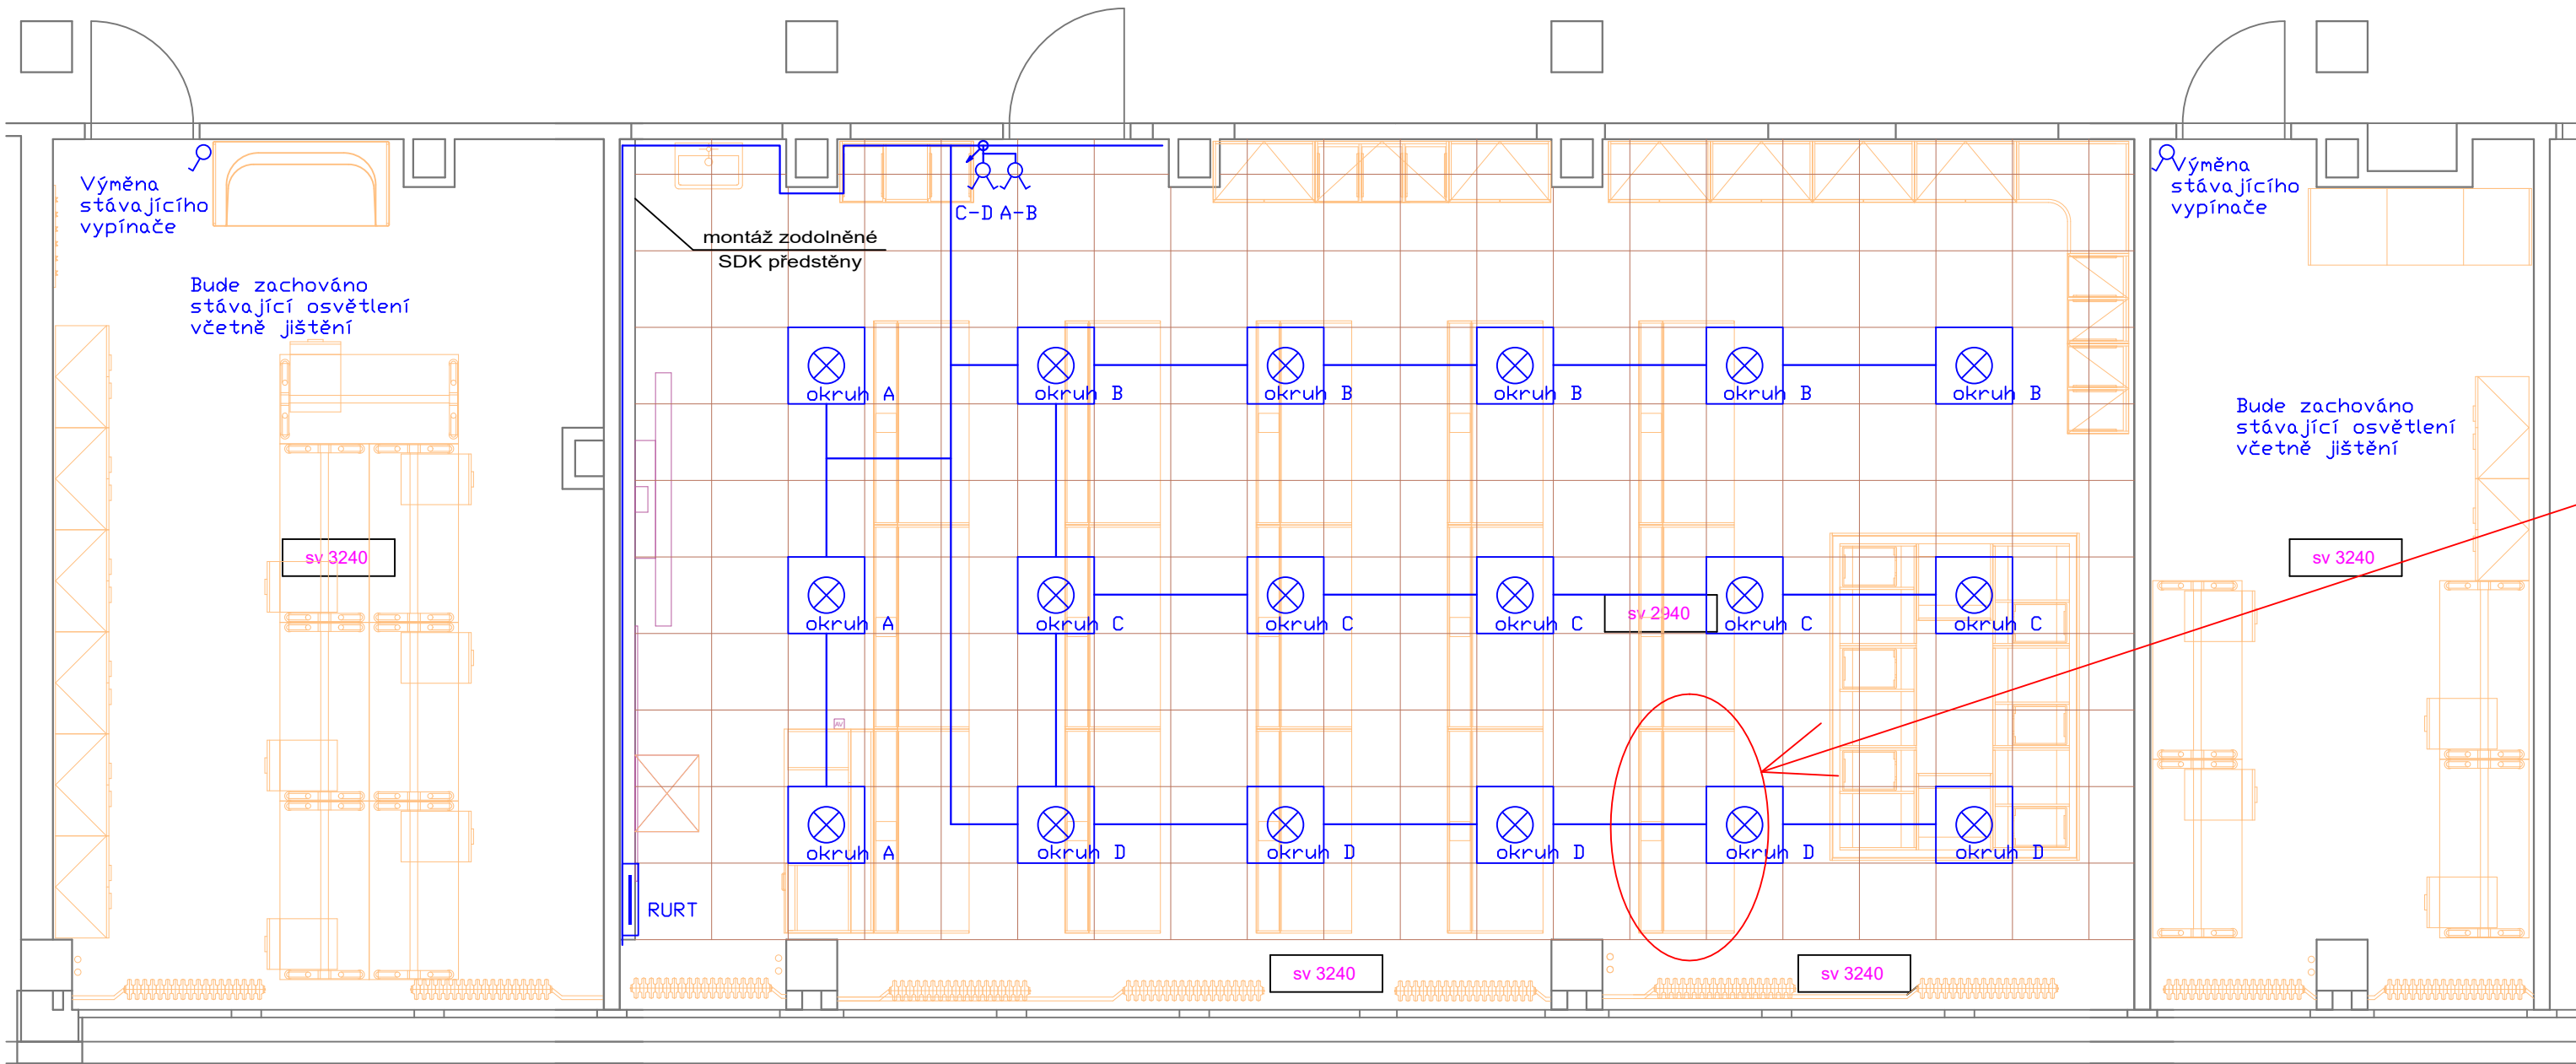 Výměna
stávajícího
vypínače
Bude zachováno
stávající osvětlení
včetně jištění
sv 3240
C-D A-B
montáž zodolněné
SDK předstěny
okruh A
okruh B
okruh B
okruh B
okruh B
okruh B
okruh A
okruh C
okruh C
okruh C
sv 2940
okruh C
okruh C
AV
okruh A
okruh D
okruh D
okruh D
okruh D
okruh D
RURT
sv 3240
sv 3240
Výměna
stávajícího
vypínače
Bude zachováno
stávající osvětlení
včetně jištění
sv 3240